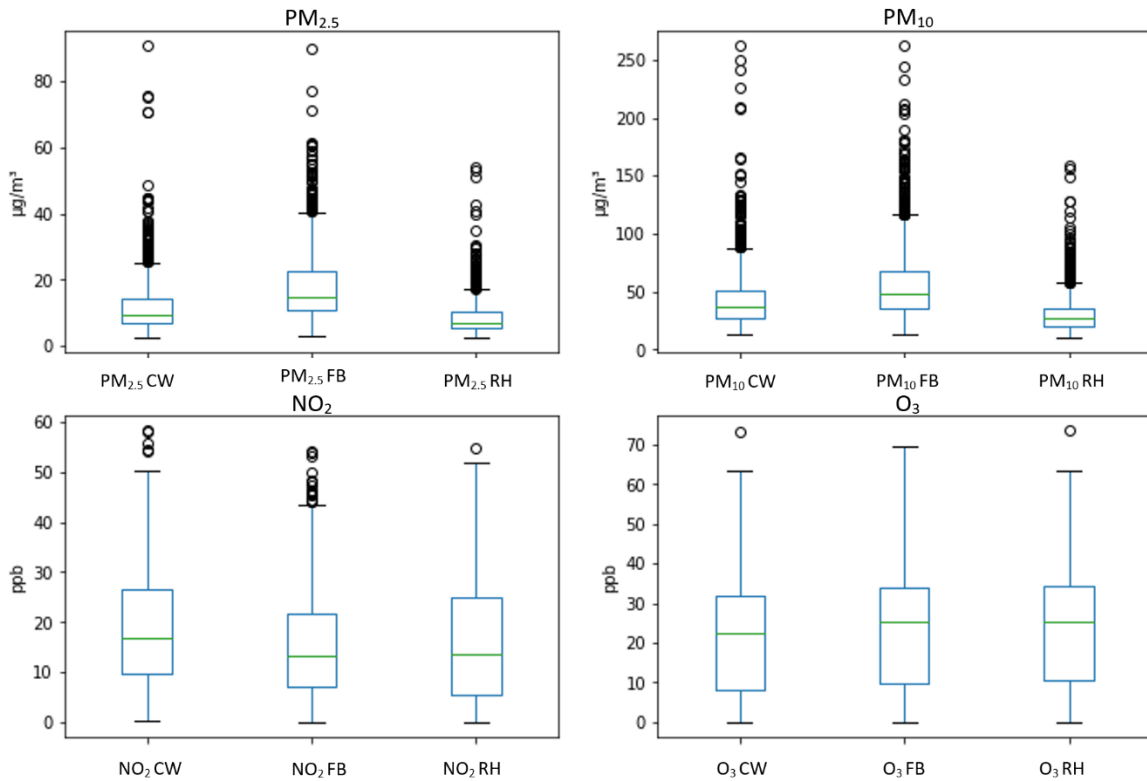 PM₂.₅
80
60
40
20
0
µg/m³
PM₂.₅ CW
PM₂.₅ FB
PM₂.₅ RH
PM₁₀
250
200
150
100
50
0
µg/m³
PM₁₀ CW
PM₁₀ FB
PM₁₀ RH
NO₂
60
50
40
30
20
10
0
ppb
NO₂ CW
NO₂ FB
NO₂ RH
O₃
70
60
50
40
30
20
10
0
ppb
O₃ CW
O₃ FB
O₃ RH